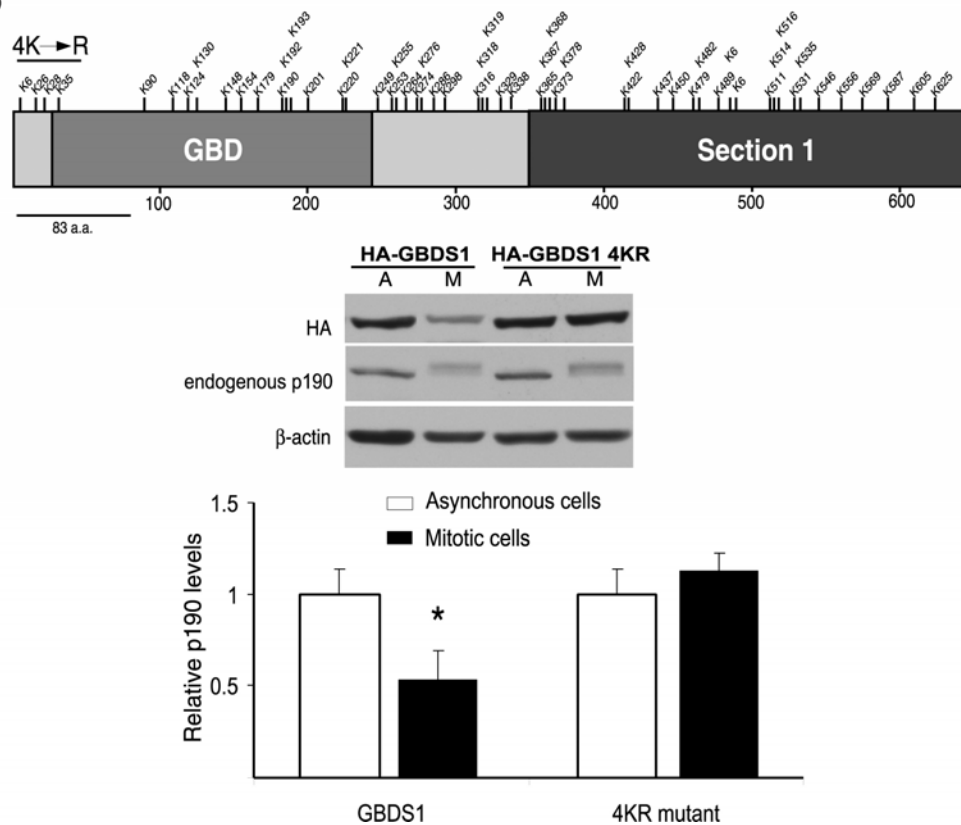 )
4K→R
K6 K26 K28 K35 K90 K118 K124 K130 K148 K154 K179 K190 K192 K193 K201 K220 K221 K249 K253 K255 K264 K274 K276 K286 K298 K316 K318 K319 K329 K338 K365 K367 K368 K373 K378 K422 K428 K437 K450 K479 K482 K489 K6 K490 K511 K514 K516 K531 K535 K546 K556 K569 K587 K605 K625
GBD
Section 1
100 200 300 400 500 600
83 a.a.
HA-GBDS1 HA-GBDS1 4KR
A M A M
HA
endogenous p190
β-actin
Asynchronous cells
Mitotic cells
Relative p190 levels
1.5
1
0.5
*
GBDS1 4KR mutant